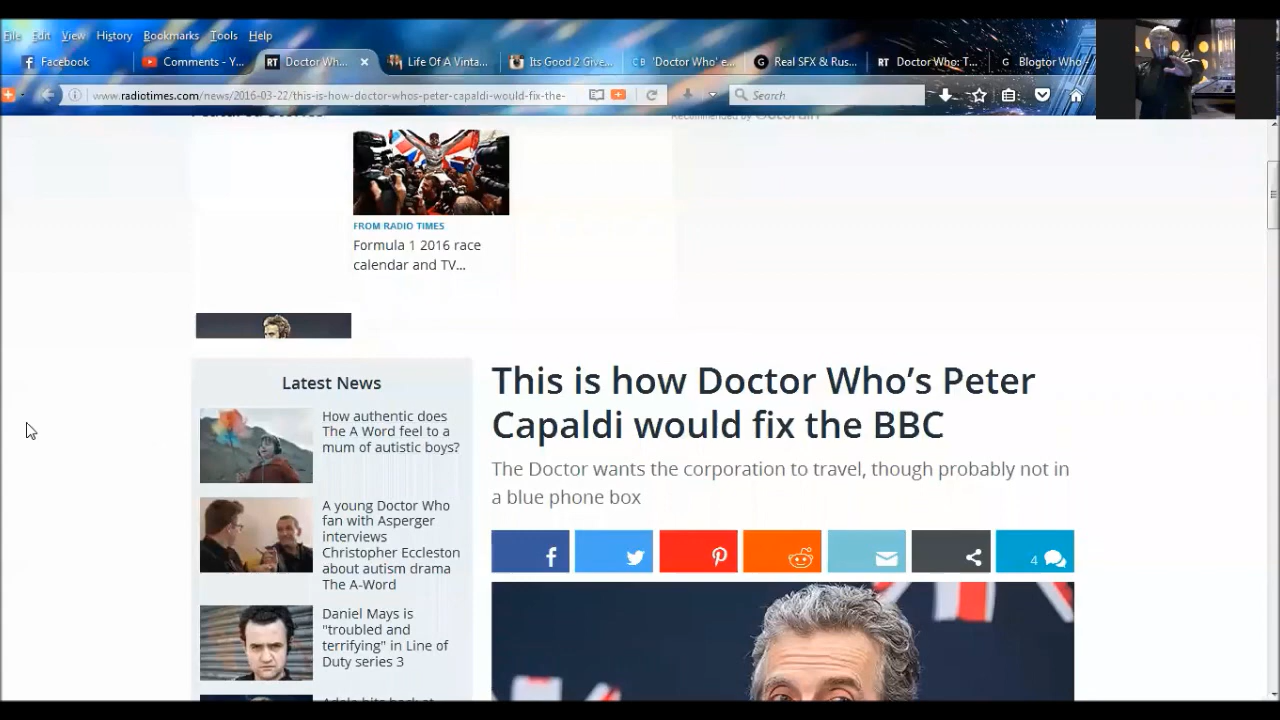 File Edit View History Bookmarks Tools Help
Facebook
Comments - Y...
Doctor Wh...
Life Of A Vinta...
Its Good 2 Give...
'Doctor Who' e...
Real SFX & Rus...
Doctor Who: T...
Blogtor Who -
www.radiotimes.com/news/2016-03-22/this-is-how-doctor-whos-peter-capaldi-would-fix-the-
Search
Recommended by
FROM RADIO TIMES
Formula 1 2016 race
calendar and TV...
Latest News
How authentic does
The A Word feel to a
mum of autistic boys?
A young Doctor Who
fan with Asperger
interviews
Christopher Eccleston
about autism drama
The A-Word
Daniel Mays is
"troubled and
terrifying" in Line of
Duty series 3
This is how Doctor Who’s Peter
Capaldi would fix the BBC
The Doctor wants the corporation to travel, though probably not in
a blue phone box
4